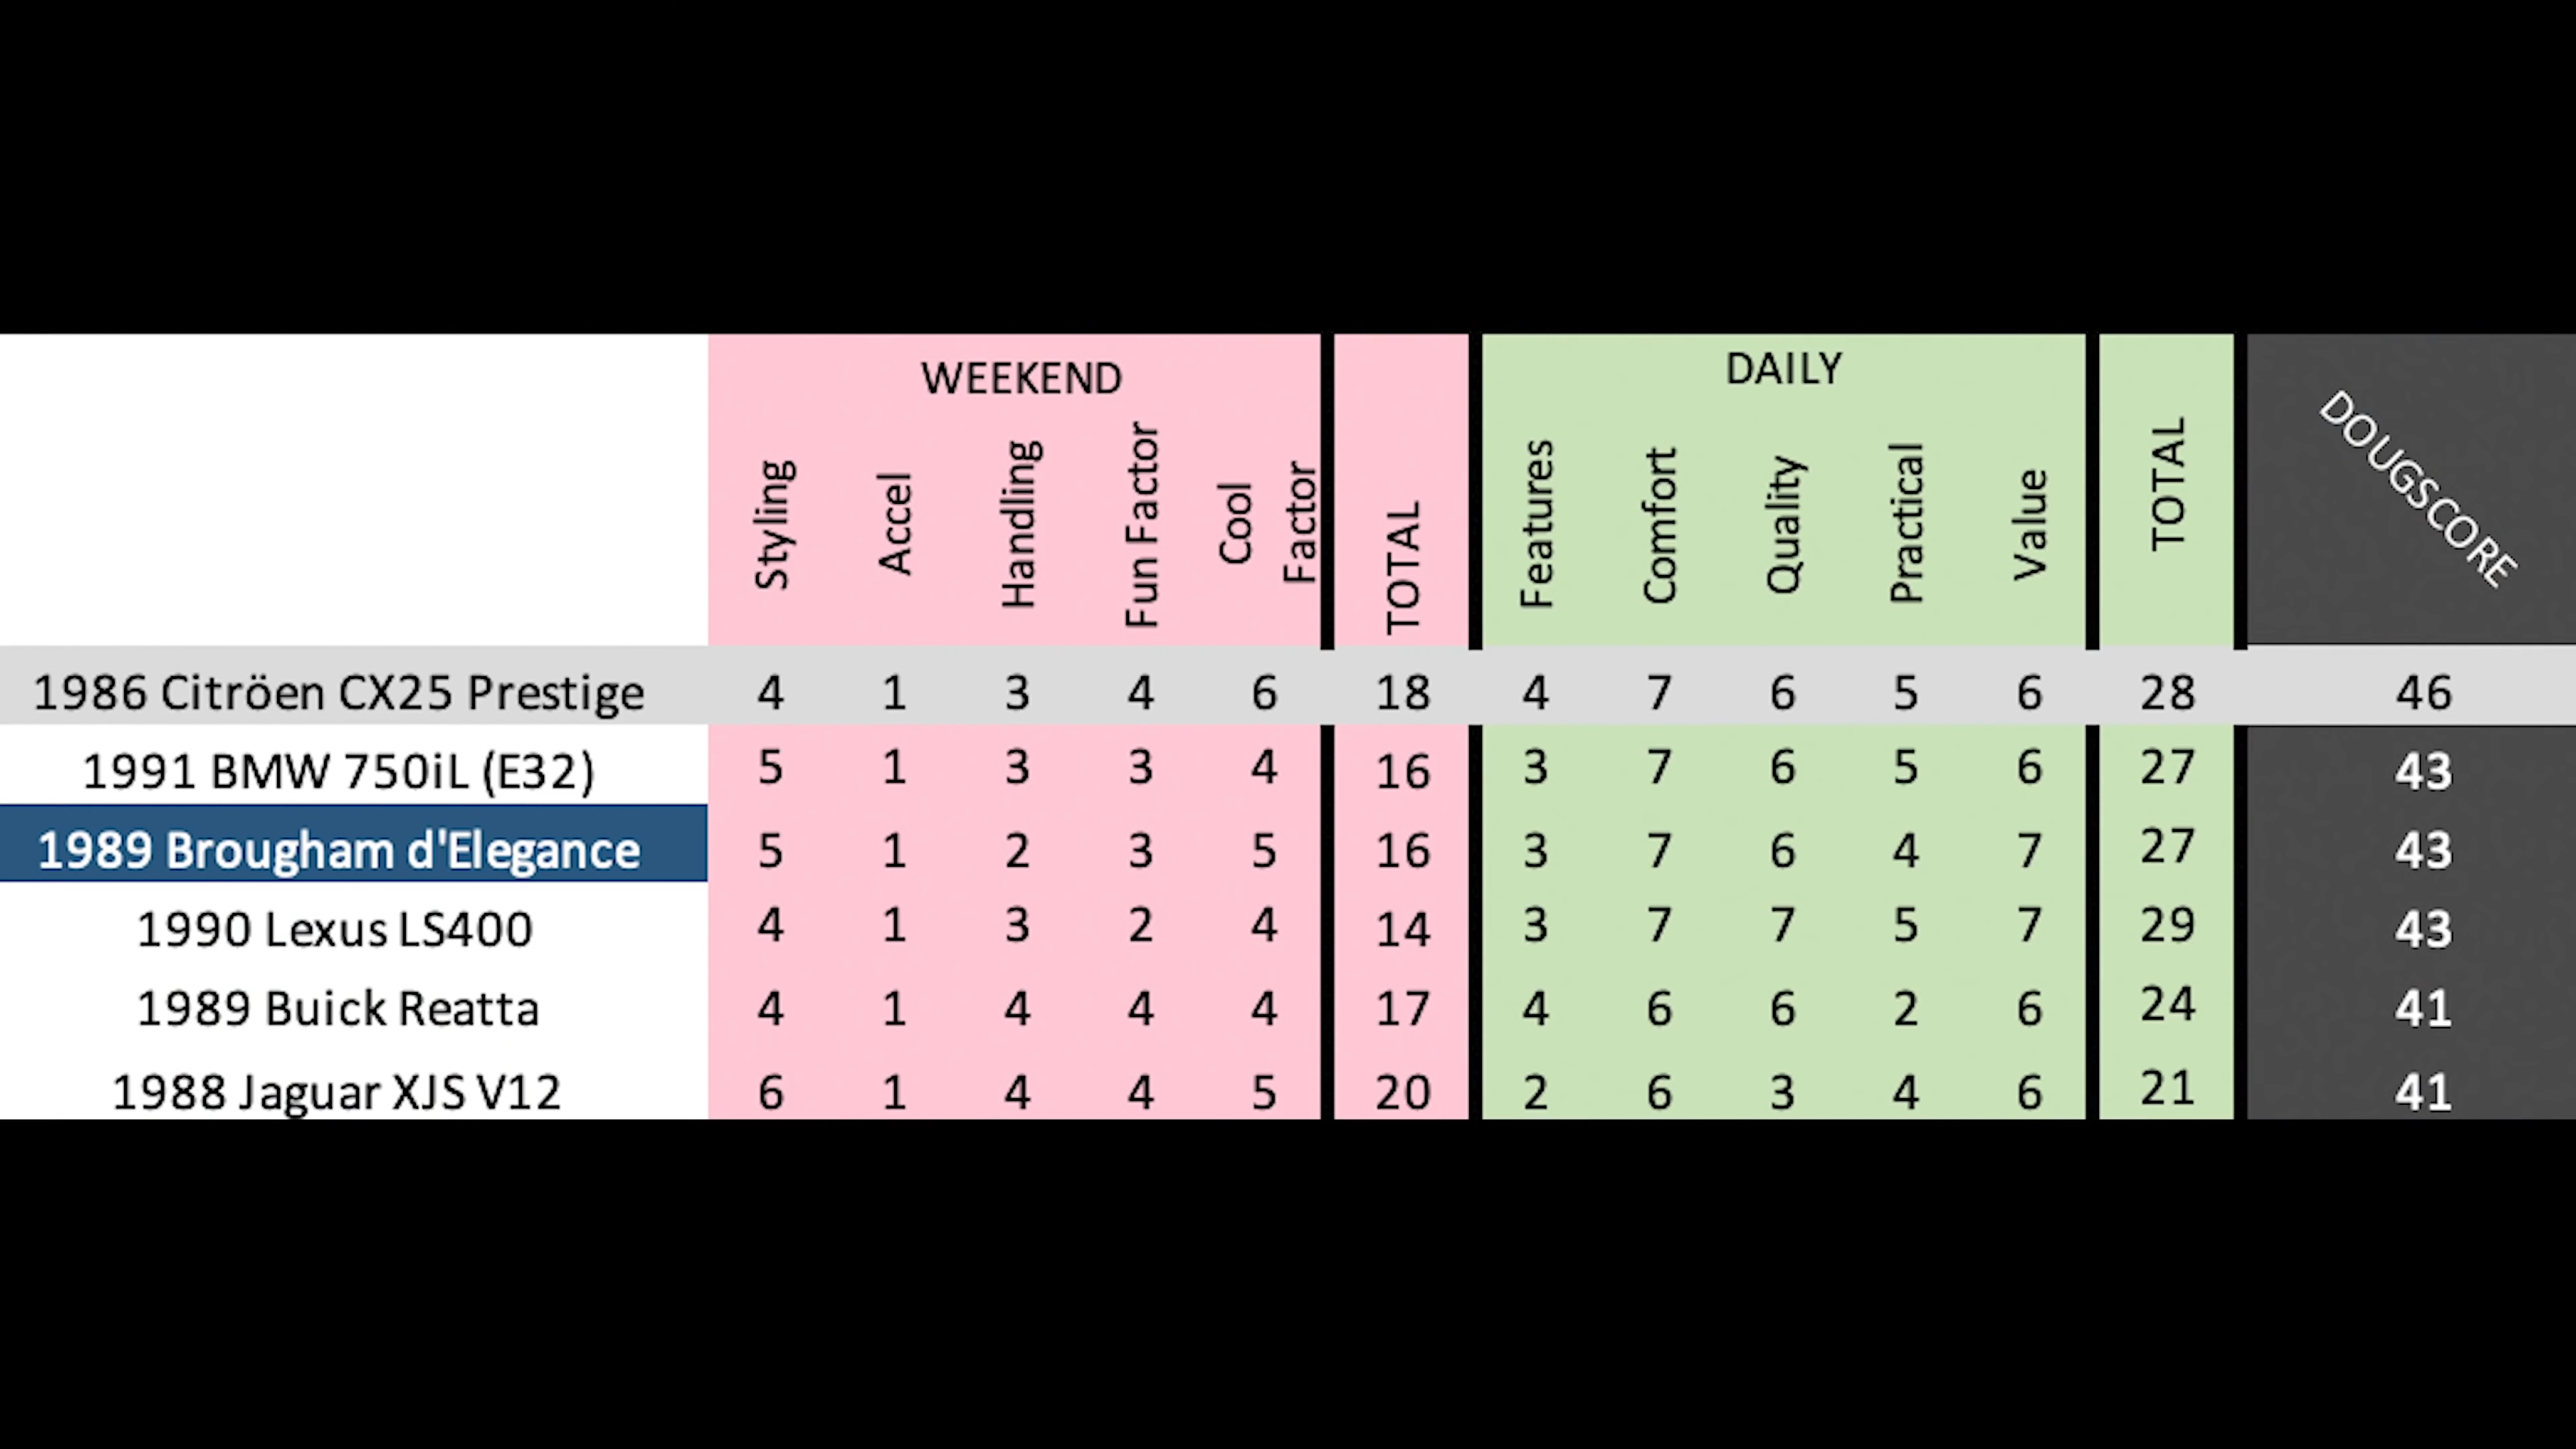 WEEKEND DAILY
Styling Accel Handling Fun Factor Cool Factor TOTAL Features Comfort Quality Practical Value TOTAL DOUGSCORE
1986 Citröen CX25 Prestige 4 1 3 4 6 18 4 7 6 5 6 28 46
1991 BMW 750iL (E32) 5 1 3 3 4 16 3 7 6 5 6 27 43
1989 Brougham d'Elegance 5 1 2 3 5 16 3 7 6 4 7 27 43
1990 Lexus LS400 4 1 3 2 4 14 3 7 7 5 7 29 43
1989 Buick Reatta 4 1 4 4 4 17 4 6 6 2 6 24 41
1988 Jaguar XJS V12 6 1 4 4 5 20 2 6 3 4 6 21 41